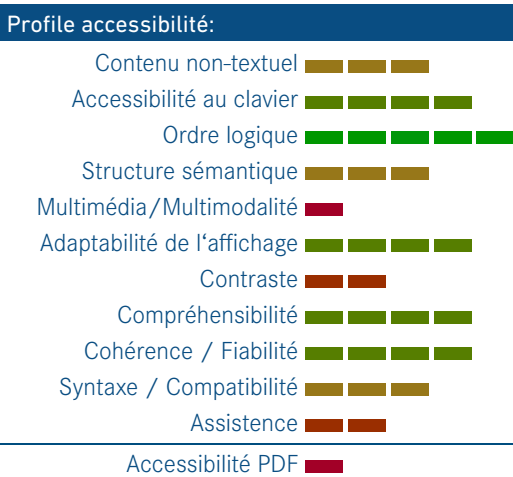 Profile accessibilité:
Contenu non-textuel
Accessibilité au clavier
Ordre logique
Structure sémantique
Multimédia/Multimodalité
Adaptabilité de l‘affichage
Contraste
Compréhensibilité
Cohérence / Fiabilité
Syntaxe / Compatibilité
Assistence
Accessibilité PDF